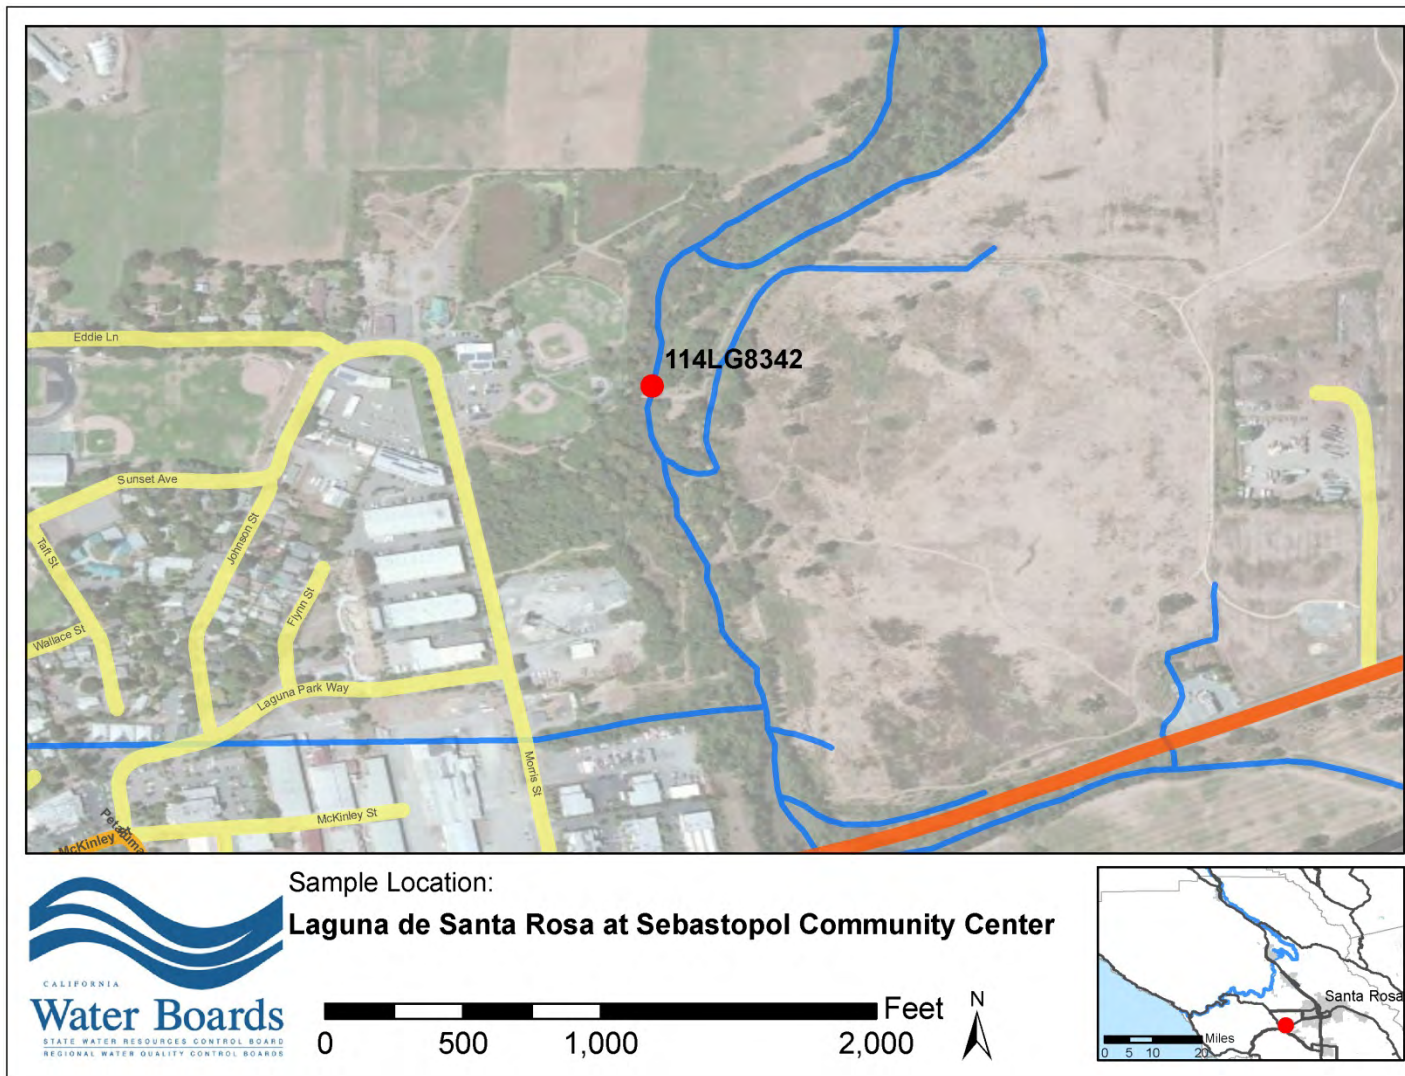 Eddie Ln
114LG8342
Sunset Ave
Johnson St
Taft St
Flynn St
Wallace St
Laguna Park Way
Morris St
McKinley St
Petaluma
McKinley
Sample Location:
Laguna de Santa Rosa at Sebastopol Community Center
CALIFORNIA
Water Boards
STATE WATER RESOURCES CONTROL BOARD
REGIONAL WATER QUALITY CONTROL BOARDS
Feet
0 500 1,000 2,000
N
Santa Rosa
Miles
0 5 10 20